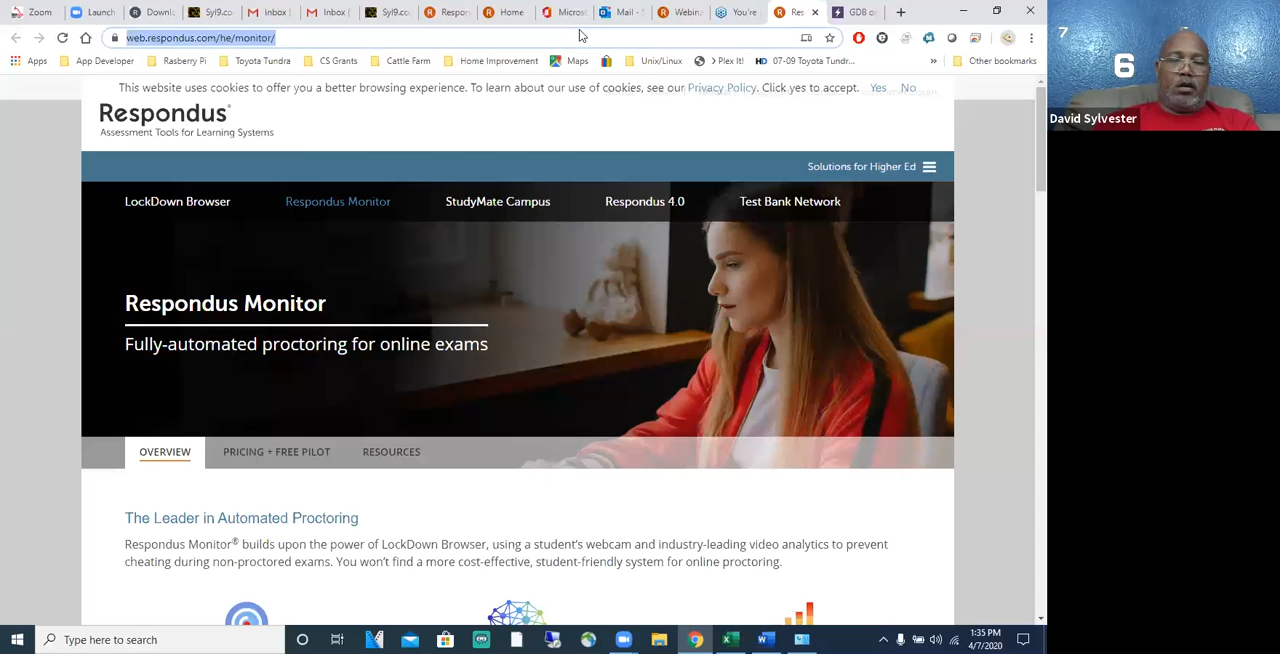 Zoom Launch Downl Syl9.co inbox ( Inbox ( Syl9.co Respor Home Micros Mail - S Webina You're Res GDB o
web.respondus.com/he/monitor/
Apps App Developer Rasberry Pi Toyota Tundra CS Grants Cattle Farm Home Improvement Maps Unix/Linux > Plex It! HD 07-09 Toyota Tundr... » Other bookmarks
This website uses cookies to offer you a better browsing experience. To learn about our use of cookies, see our Privacy Policy. Click yes to accept. Yes No
Respondus®
Assessment Tools for Learning Systems
Solutions for Higher Ed
LockDown Browser Respondus Monitor StudyMate Campus Respondus 4.0 Test Bank Network
Respondus Monitor
Fully-automated proctoring for online exams
OVERVIEW PRICING + FREE PILOT RESOURCES
The Leader in Automated Proctoring
Respondus Monitor® builds upon the power of LockDown Browser, using a student's webcam and industry-leading video analytics to prevent
cheating during non-proctored exams. You won't find a more cost-effective, student-friendly system for online proctoring.
Type here to search
1:35 PM
4/7/2020
7
6
David Sylvester